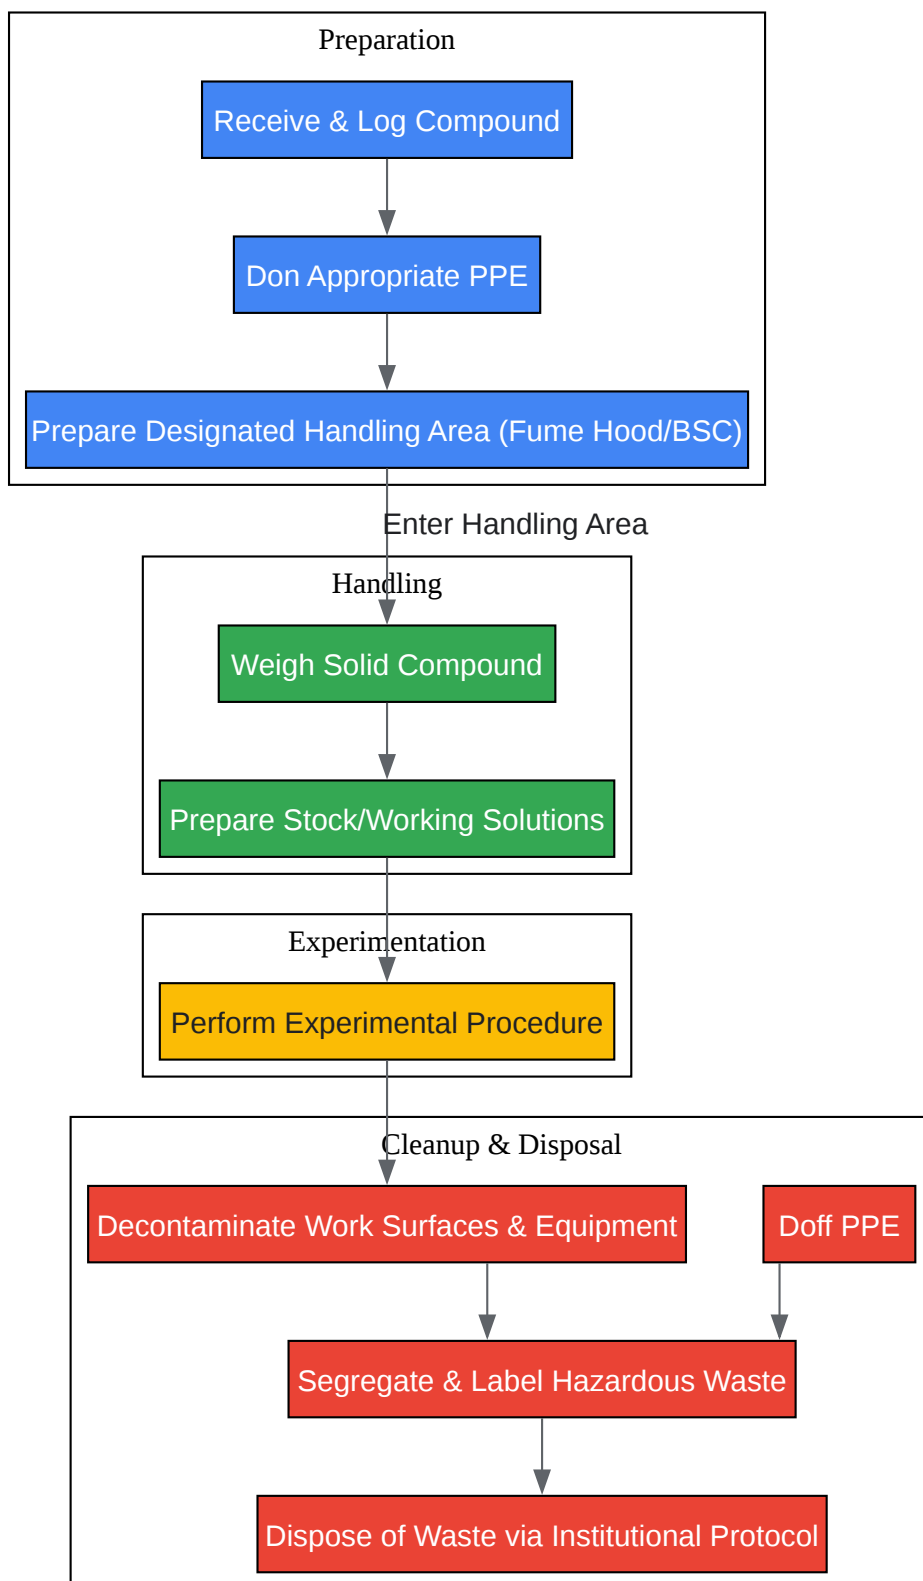 Preparation
Receive & Log Compound
Don Appropriate PPE
Prepare Designated Handling Area (Fume Hood/BSC)
Enter Handling Area
Handling
Weigh Solid Compound
Prepare Stock/Working Solutions
Experimentation
Perform Experimental Procedure
Cleanup & Disposal
Decontaminate Work Surfaces & Equipment
Doff PPE
Segregate & Label Hazardous Waste
Dispose of Waste via Institutional Protocol